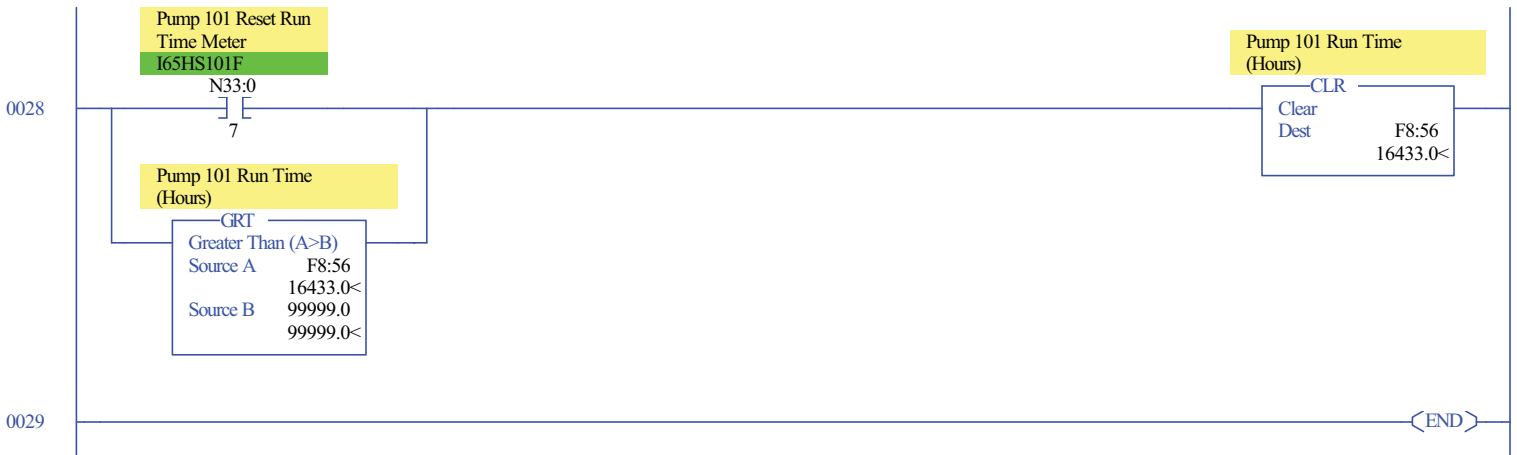 Pump 101 Reset Run
Time Meter
I65HS101F
N33:0
7
0028
Pump 101 Run Time
(Hours)
CLR
Clear
Dest F8:56
16433.0<
Pump 101 Run Time
(Hours)
GRT
Greater Than (A>B)
Source A F8:56
16433.0<
Source B 99999.0
99999.0<
0029
END